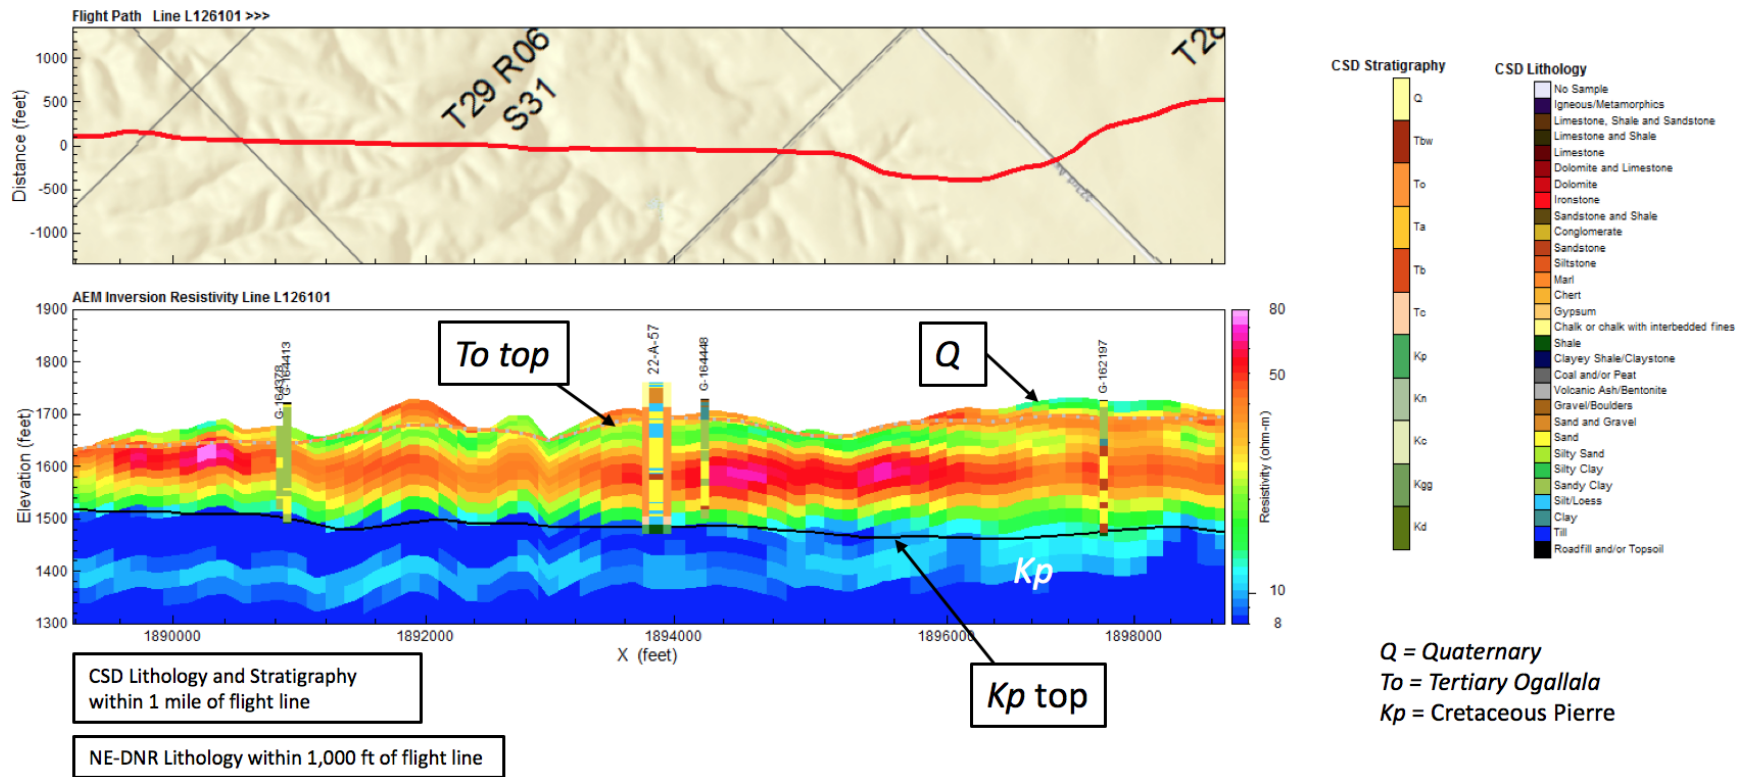 Flight Path Line L126101 >>>
1000
500
0
-500
-1000
Distance (feet)
T29 R06
S31
T28
AEM Inversion Resistivity Line L126101
1900
1800
1700
1600
1500
1400
1300
Elevation (feet)
To top
Q
Kp
Kp top
G-164378
G-164413
22-A-57
G-164448
G-162197
1890000
1892000
1894000
1896000
1898000
X (feet)
80
50
10
8
Resistivity (ohm-m)
CSD Lithology and Stratigraphy
within 1 mile of flight line
NE-DNR Lithology within 1,000 ft of flight line
CSD Stratigraphy
Q
Tbw
To
Ta
Tb
Tc
Kp
Kn
Kc
Kgg
Kd
CSD Lithology
No Sample
Igneous/Metamorphics
Limestone, Shale and Sandstone
Limestone and Shale
Limestone
Dolomite and Limestone
Dolomite
Ironstone
Sandstone and Shale
Conglomerate
Sandstone
Siltstone
Marl
Chert
Gypsum
Chalk or chalk with interbedded fines
Shale
Clayey Shale/Claystone
Coal and/or Peat
Volcanic Ash/Bentonite
Gravel/Boulders
Sand and Gravel
Sand
Silty Sand
Silty Clay
Sandy Clay
Silt/Loess
Clay
Till
Roadfill and/or Topsoil
Q = Quaternary
To = Tertiary Ogallala
Kp = Cretaceous Pierre